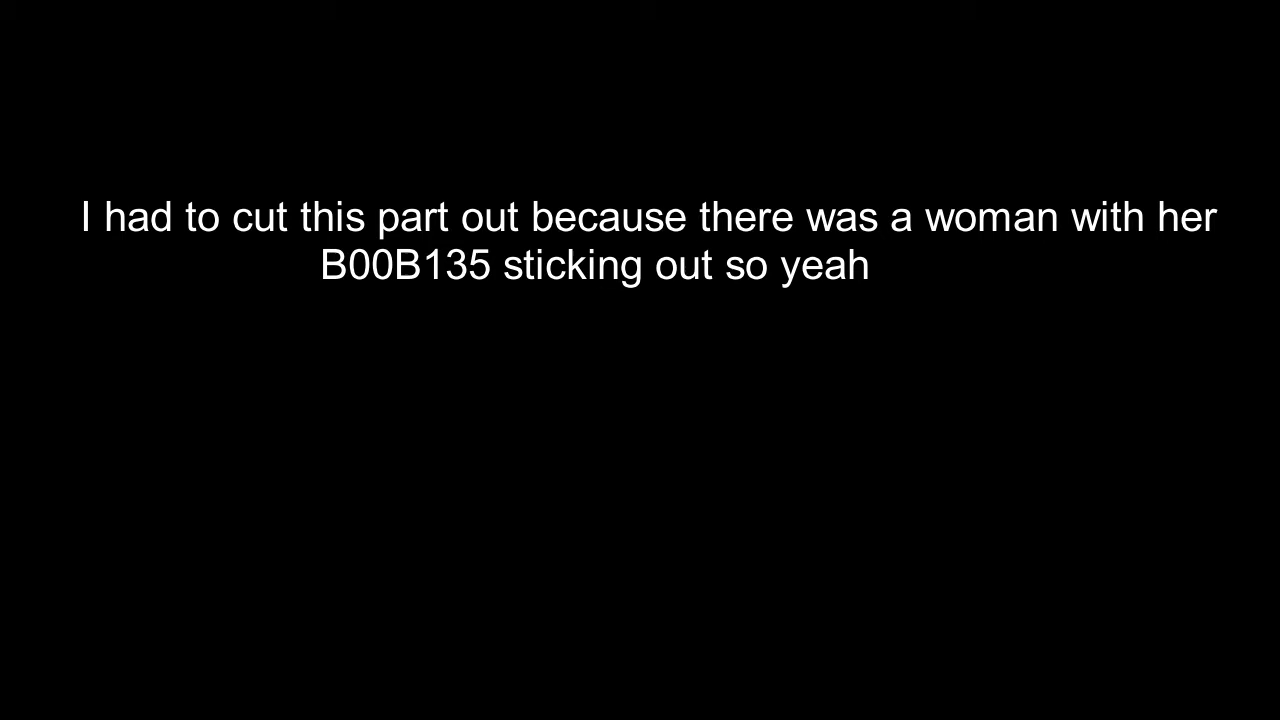 I had to cut this part out because there was a woman with her
B00B135 sticking out so yeah